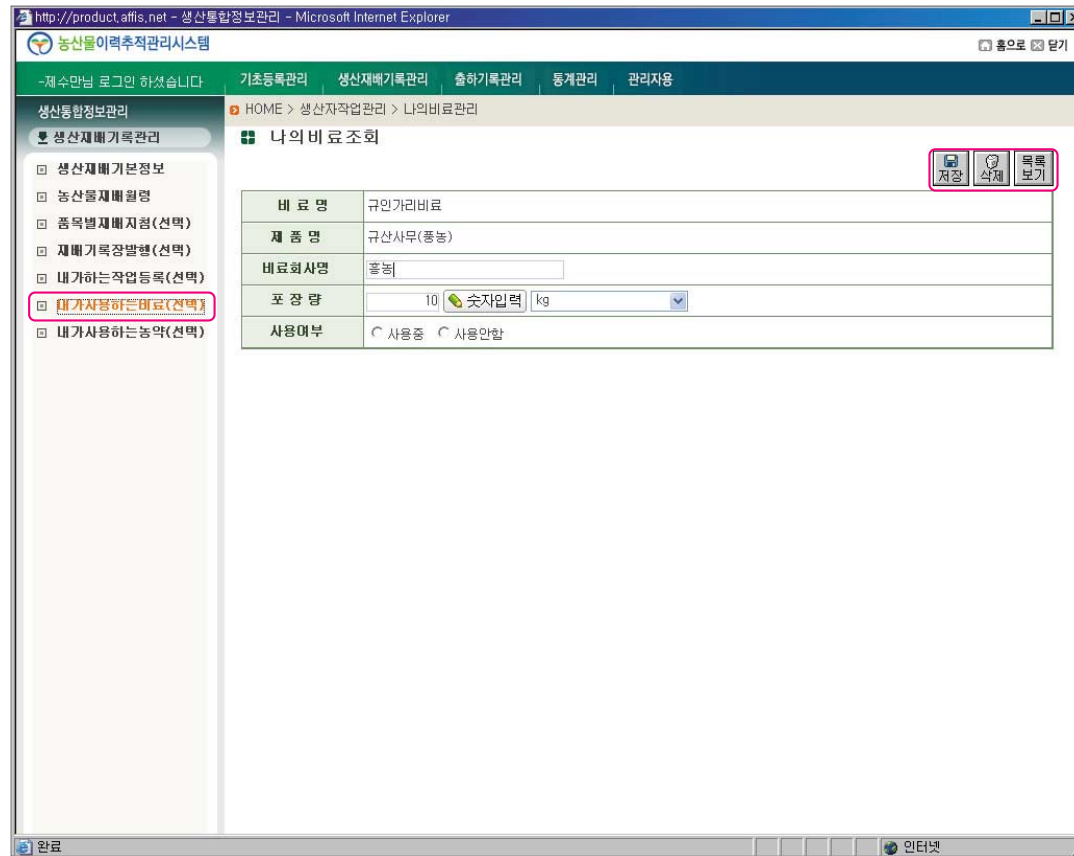 http://product.affis.net - 생산통합정보관리 - Microsoft Internet Explorer
농산물이력추적관리시스템
홈으로 닫기
-제수만님 로그인 하셨습니다
기초등록관리 생산재배기록관리 출하기록관리 통계관리 관리자용
생산통합정보관리
HOME > 생산자작업관리 > 나의비료관리
생산재배기록관리
나의비료조회
저장 삭제 목록보기
생산재배기본정보
농산물재배월령
품목별재배지침(선택)
재배기록장발행(선택)
내가하는작업등록(선택)
내가사용하는비료(선택)
내가사용하는농약(선택)
비 료 명 규인가리비료
제 품 명 규산사무(풍농)
비료회사명 흥농
포 장 량 10 숫자입력 kg
사용여부 사용중 사용안함
완료
인터넷